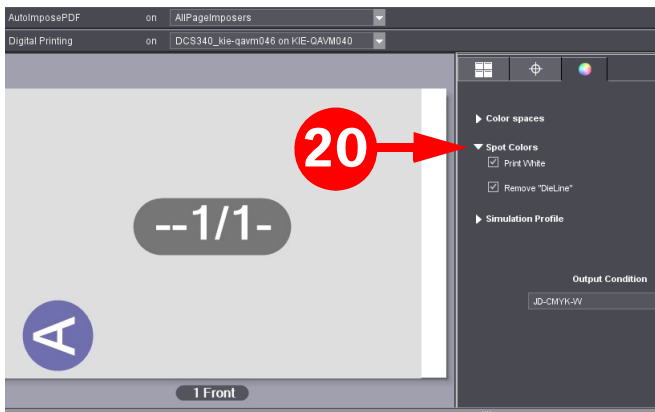 AutoImposePDF on AllPageImposers
Digital Printing on DCS340_kie-qavm046 on KIE-QAVM040
Color spaces
20
Spot Colors
Print White
Remove "DieLine"
--1/1-
Simulation Profile
Output Condition
JD-CMYK-W
A
1 Front